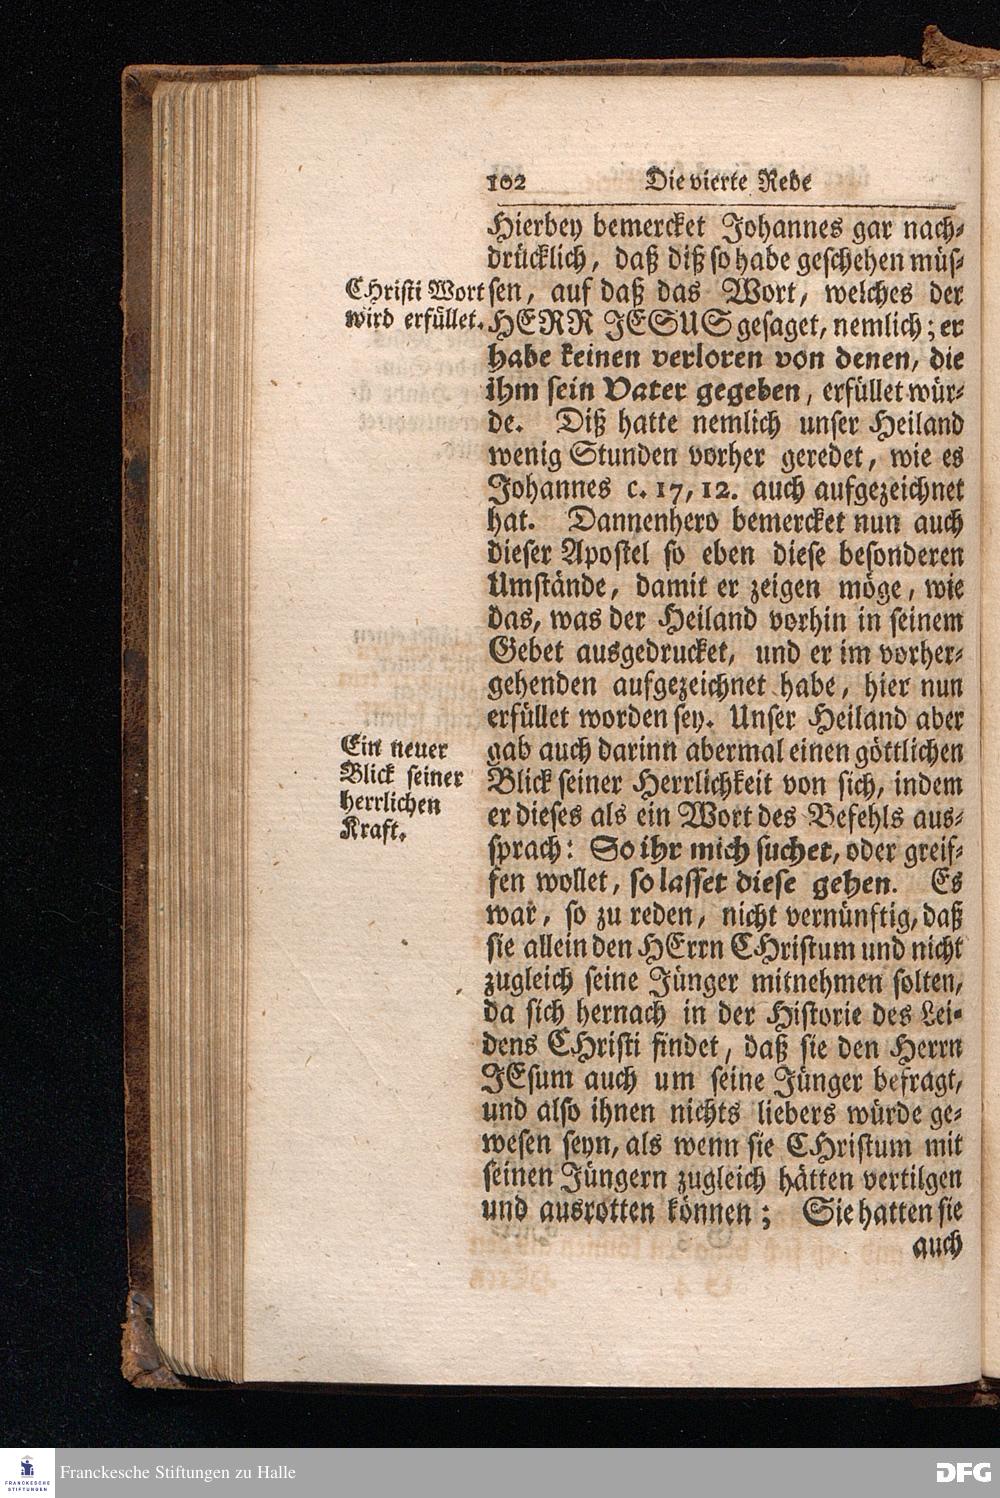 102 Die vierte Rede
Hierbey bemercket Johannes gar nach-
drücklich, daß diß so habe geschehen müs-
CHristi Wort
wird erfüllet.
sen, auf daß das Wort, welches der
HERR JESUS gesaget, nemlich; er
habe keinen verloren von denen, die
ihm sein Vater gegeben, erfüllet wür-
de. Diß hatte nemlich unser Heiland
wenig Stunden vorher geredet, wie es
Johannes c. 17, 12. auch aufgezeichnet
hat. Dannenhero bemercket nun auch
dieser Apostel so eben diese besonderen
Umstände, damit er zeigen möge, wie
das, was der Heiland vorhin in seinem
Gebet ausgedrucket, und er im vorher-
gehenden aufgezeichnet habe, hier nun
erfüllet worden sey. Unser Heiland aber
Ein neuer
Blick seiner
herrlichen
Kraft.
gab auch darinn abermal einen göttlichen
Blick seiner Herrlichkeit von sich, indem
er dieses als ein Wort des Befehls aus-
sprach: So ihr mich suchet, oder greif-
fen wollet, so lasset diese gehen. Es
war, so zu reden, nicht vernünftig, daß
sie allein den HErrn CHristum und nicht
zugleich seine Jünger mitnehmen solten,
da sich hernach in der Historie des Lei-
dens CHristi findet, daß sie den Herrn
JEsum auch um seine Jünger befragt,
und also ihnen nichts liebers würde ge-
wesen seyn, als wenn sie CHristum mit
seinen Jüngern zugleich hätten vertilgen
und ausrotten können; Sie hatten sie
auch
FRANCKESCHE
STIFTUNGEN
Franckesche Stiftungen zu Halle
DFG